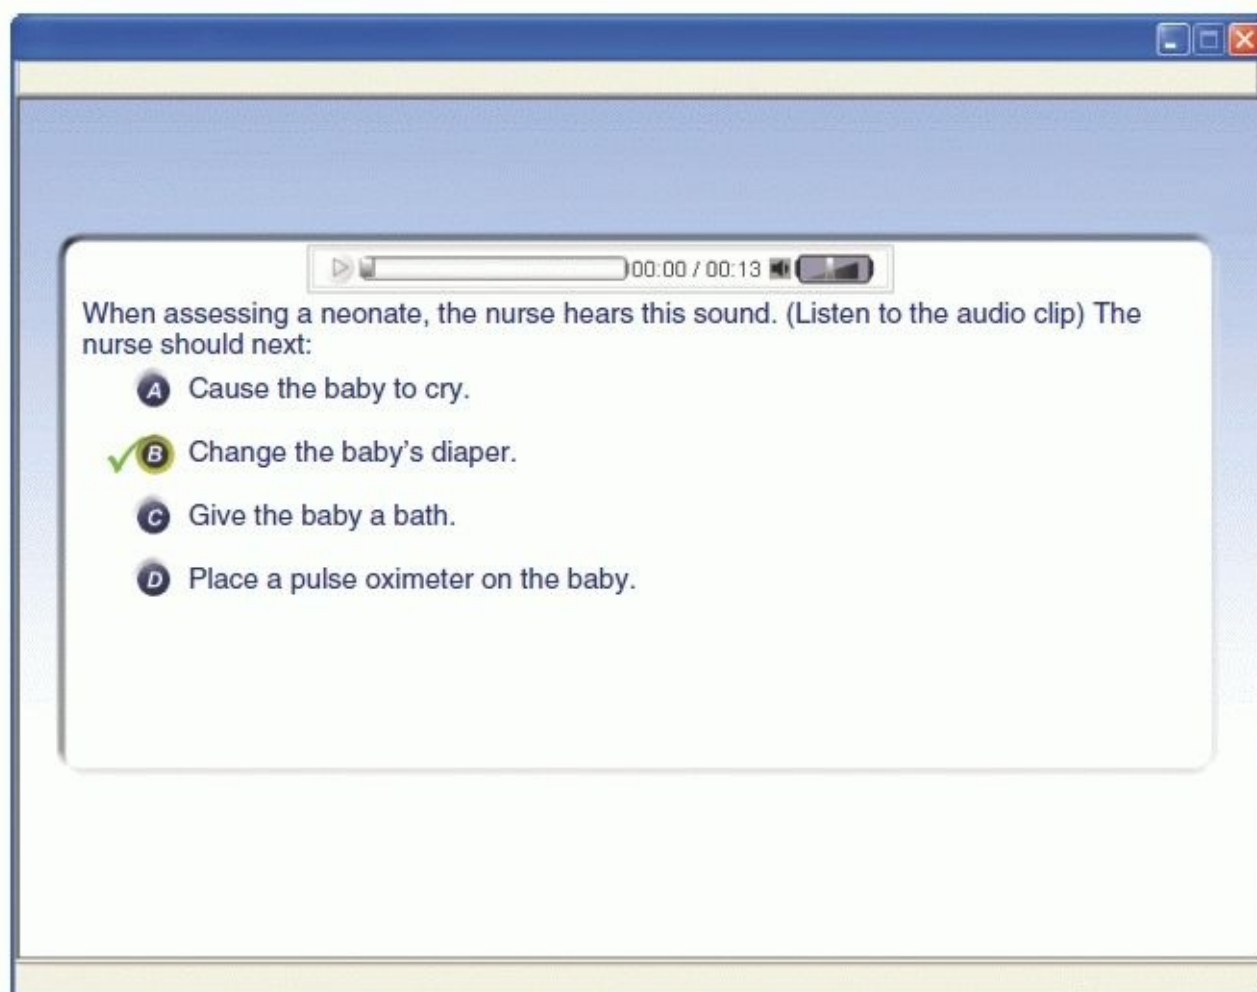 00:00 / 00:13
When assessing a neonate, the nurse hears this sound. (Listen to the audio clip) The
nurse should next:
A Cause the baby to cry.
B Change the baby's diaper.
C Give the baby a bath.
D Place a pulse oximeter on the baby.